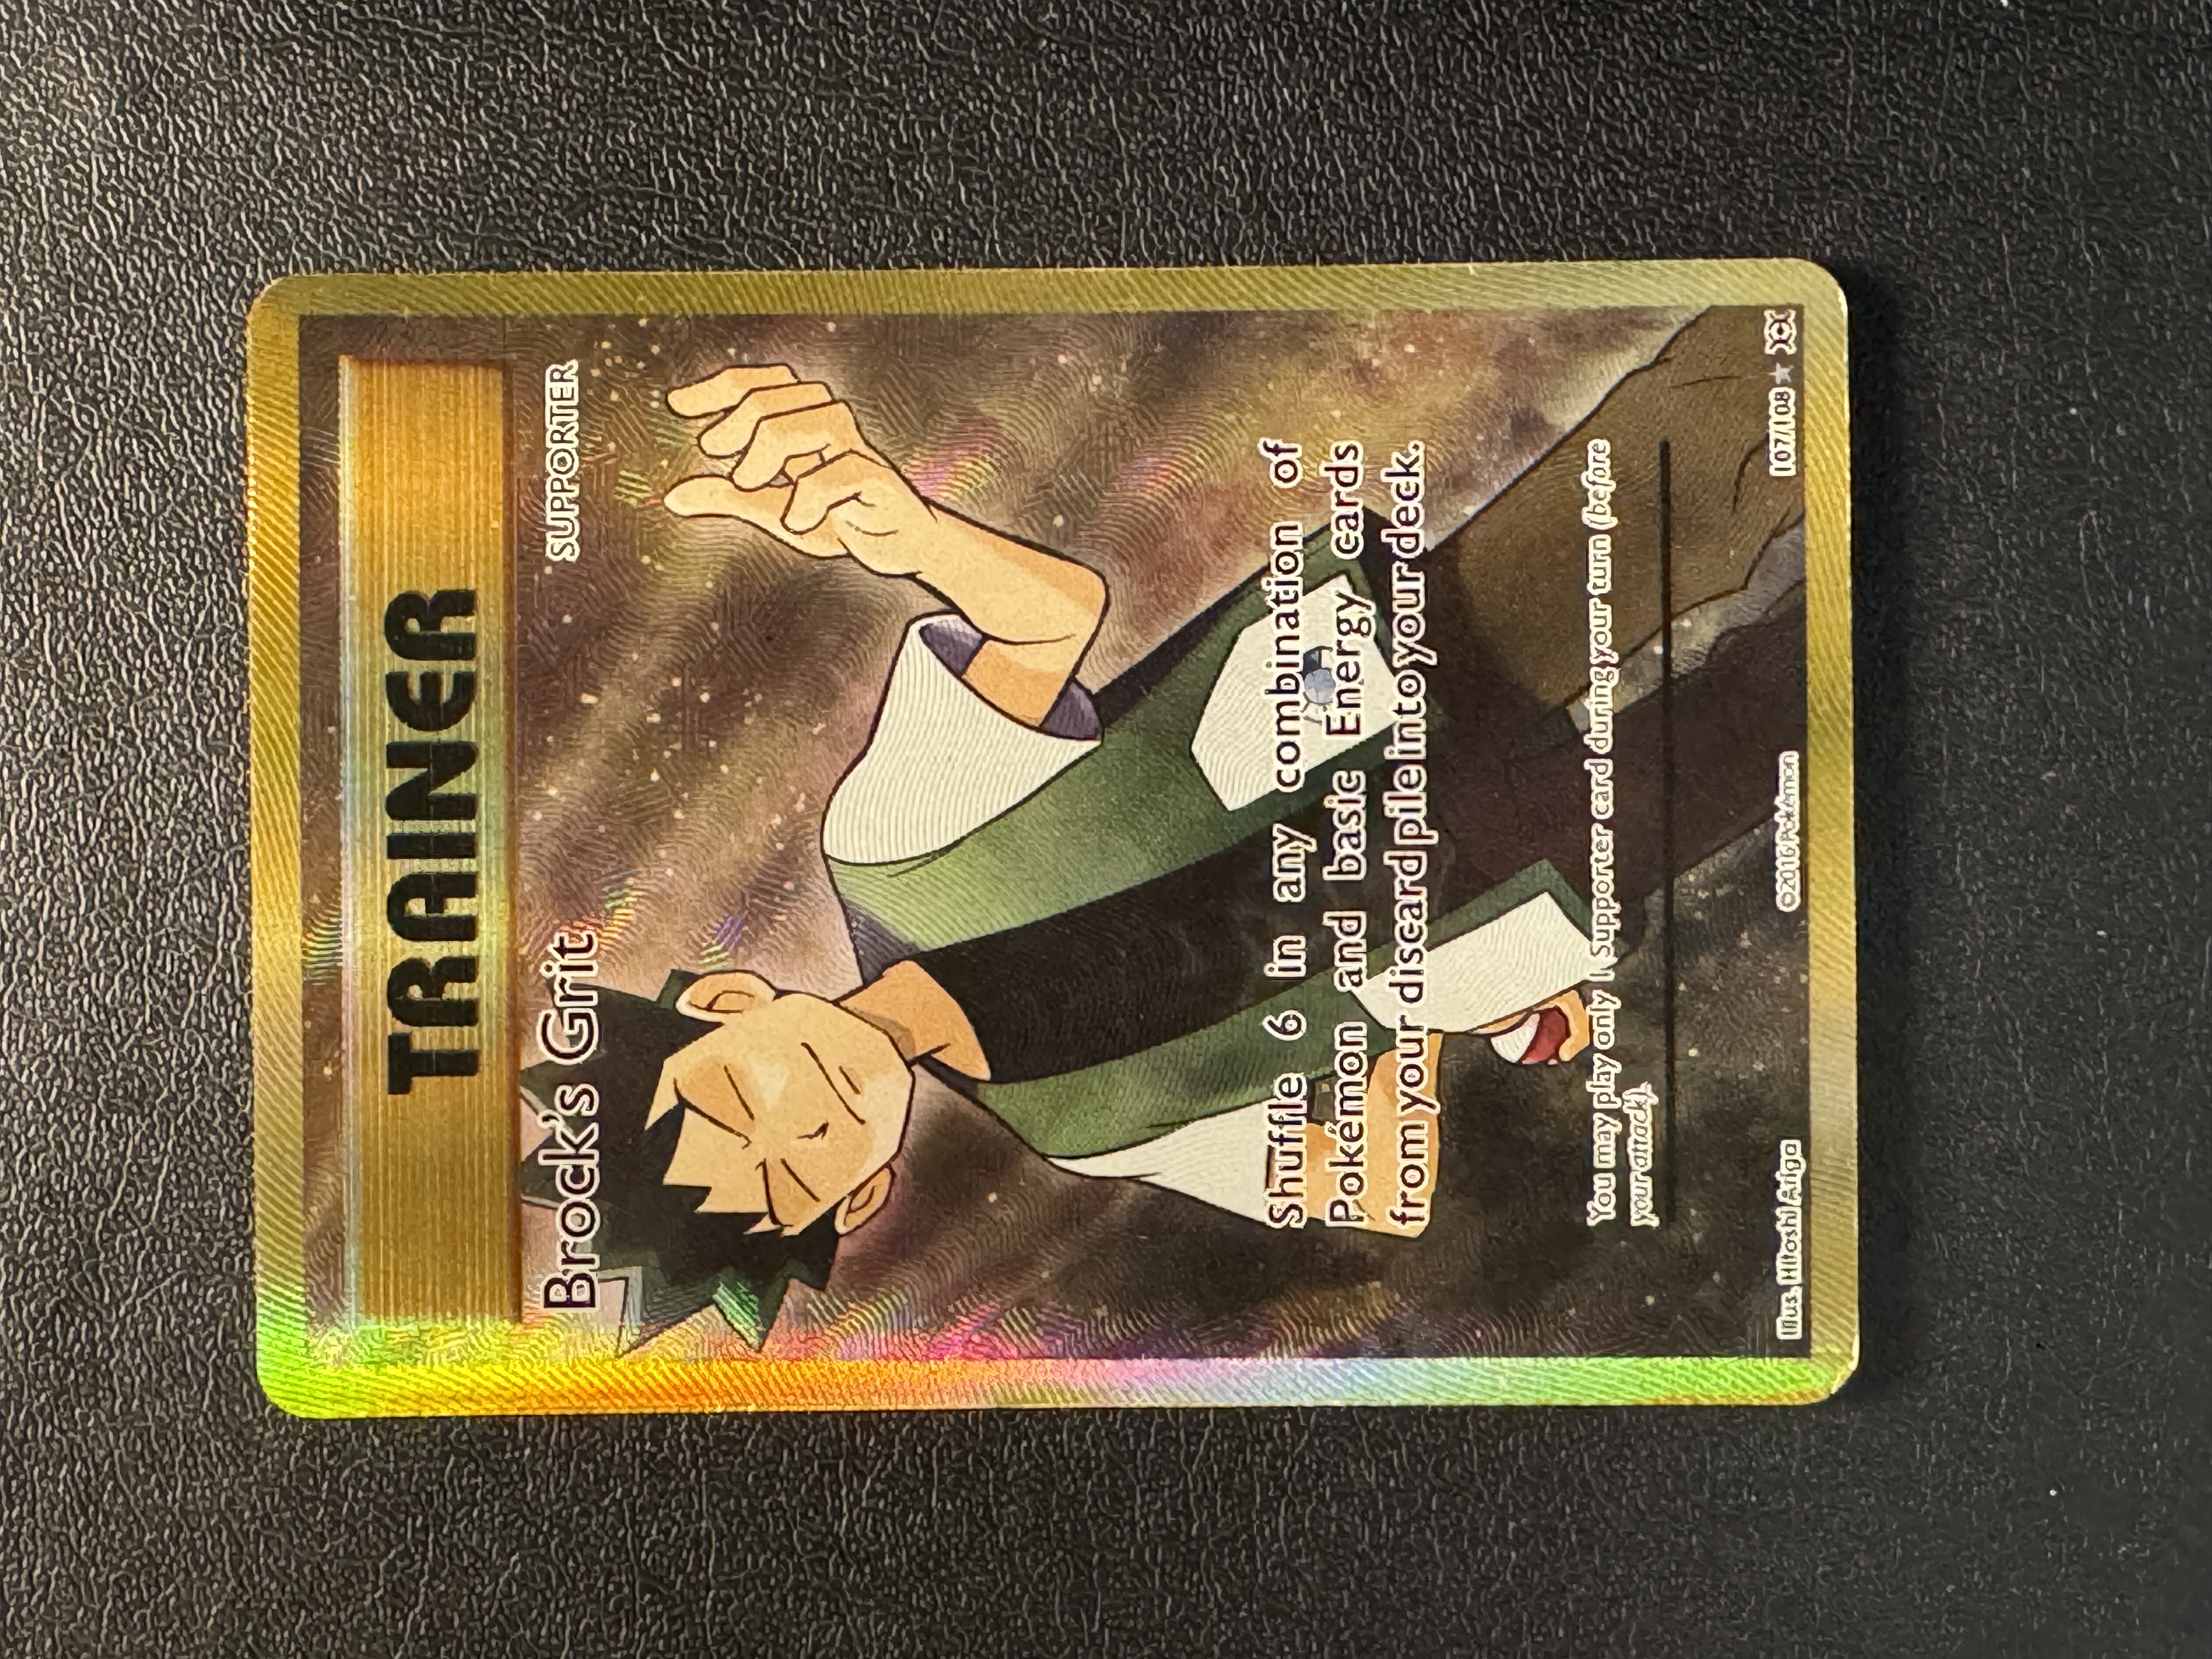 TRAINER
Brock's Grit
SUPPORTER
Shuffle 6 in any combination of
Pokémon and basic Energy cards
from your discard pile into your deck.
You may play only 1 Supporter card during your turn (before
your attack).
Illus. Hitoshi Ariga
©2016 Pokémon
107/108